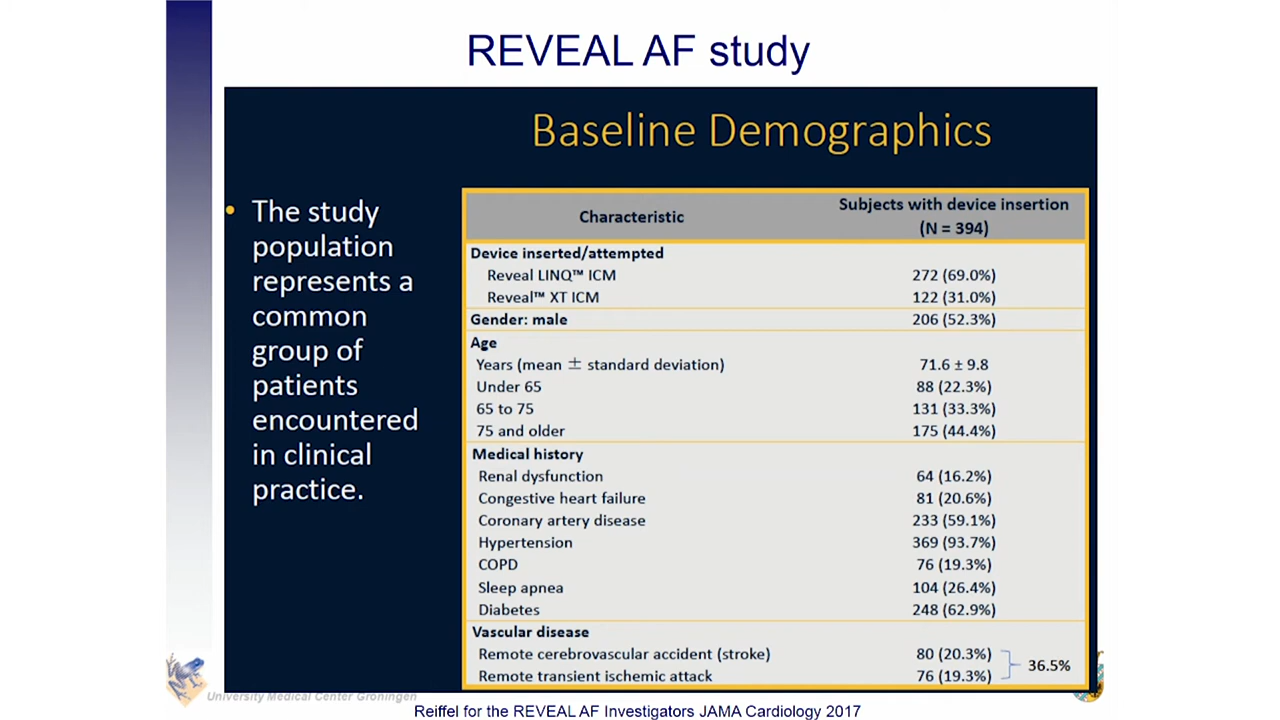 REVEAL AF study
Baseline Demographics
• The study
population
represents a
common
group of
patients
encountered
in clinical
practice.
Characteristic Subjects with device insertion
(N = 394)
Device inserted/attempted
Reveal LINQ™ ICM 272 (69.0%)
Reveal™ XT ICM 122 (31.0%)
Gender: male 206 (52.3%)
Age
Years (mean ± standard deviation) 71.6 ± 9.8
Under 65 88 (22.3%)
65 to 75 131 (33.3%)
75 and older 175 (44.4%)
Medical history
Renal dysfunction 64 (16.2%)
Congestive heart failure 81 (20.6%)
Coronary artery disease 233 (59.1%)
Hypertension 369 (93.7%)
COPD 76 (19.3%)
Sleep apnea 104 (26.4%)
Diabetes 248 (62.9%)
Vascular disease
Remote cerebrovascular accident (stroke) 80 (20.3%)
36.5%
Remote transient ischemic attack 76 (19.3%)
University Medical Center Groningen
Reiffel for the REVEAL AF Investigators JAMA Cardiology 2017